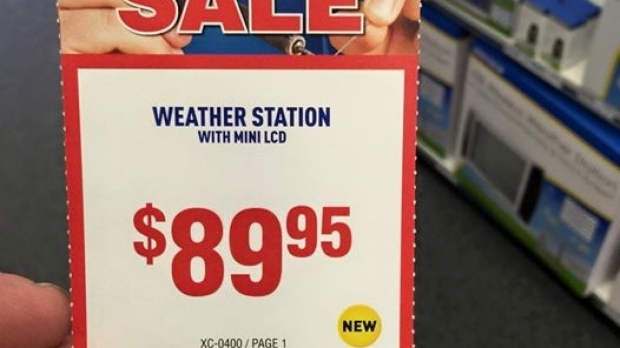 SALE
WEATHER STATION
WITH MINI LCD
$89 95
XC-0400 / PAGE 1
NEW